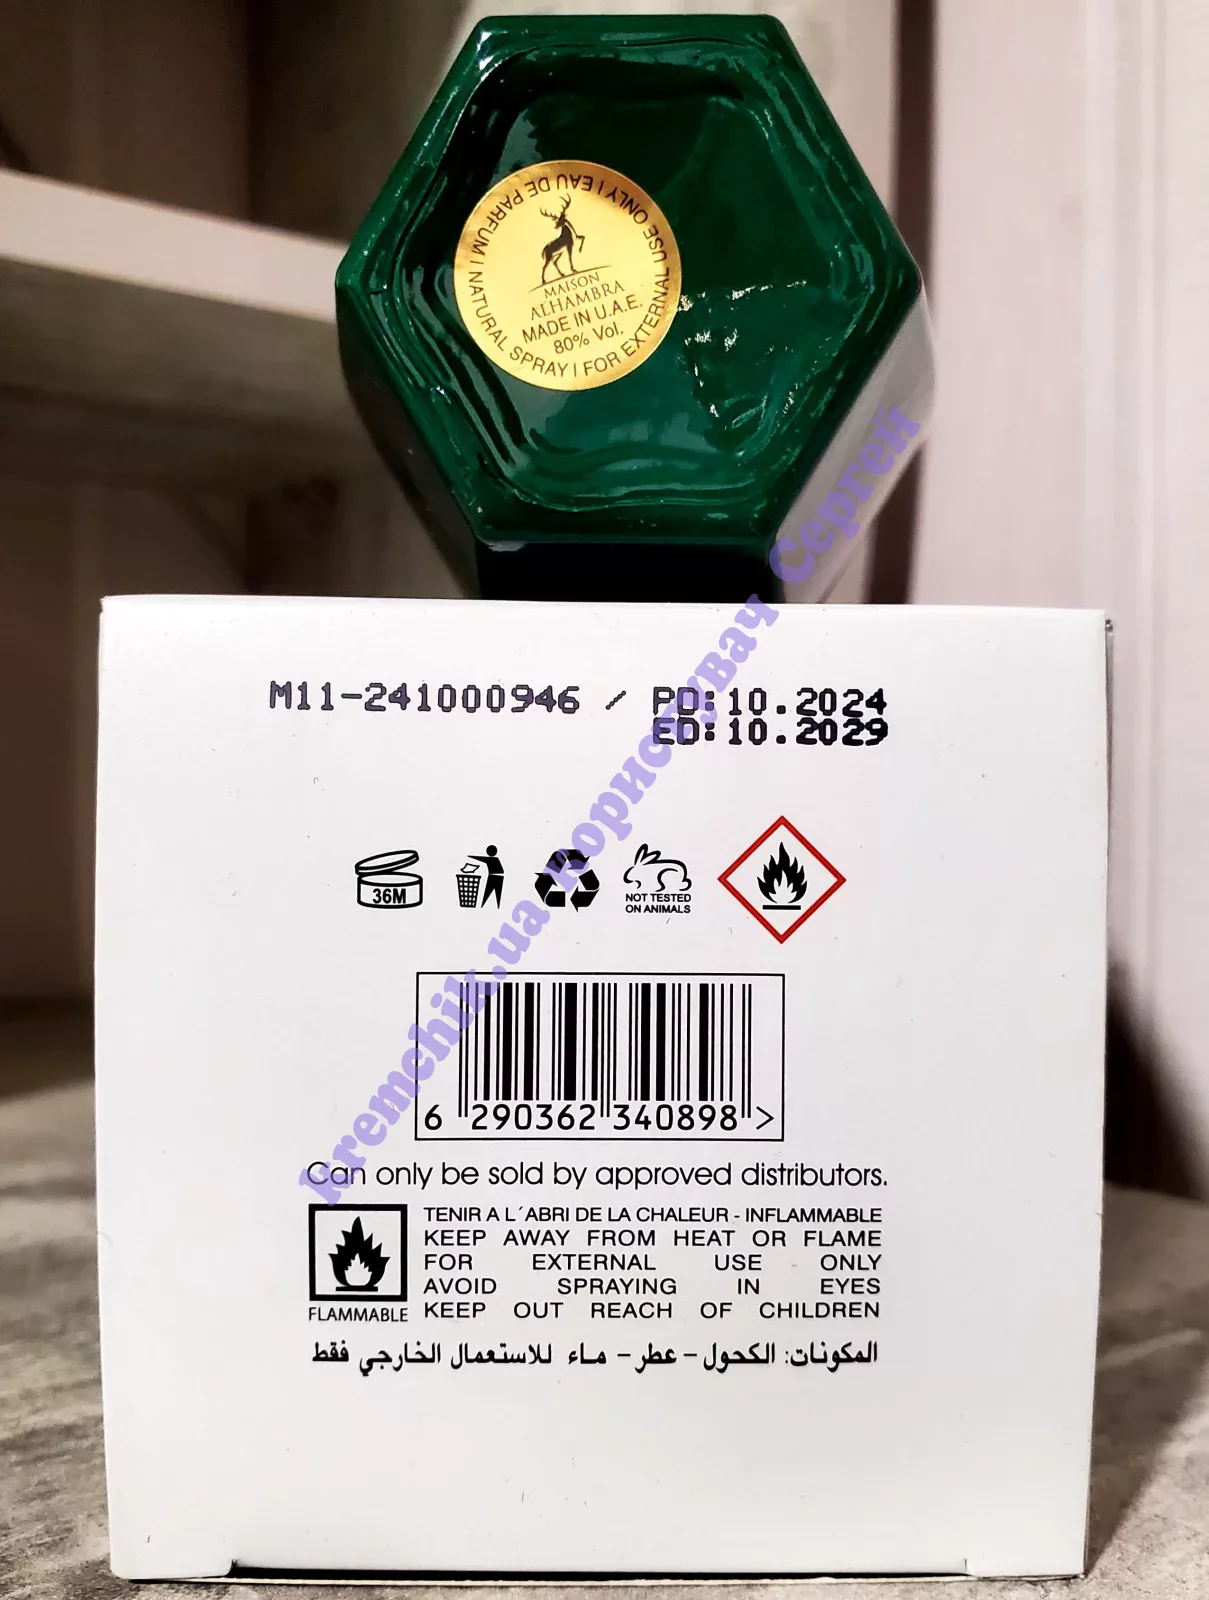 EAU DE PARFUM | NATURAL SPRAY | FOR EXTERNAL USE ONLY |
MAISON
ALHAMBRA
MADE IN U.A.E.
80% Vol.
M11-241000946 / PD:10.2024
ED:10.2029
36M
NOT TESTED
ON ANIMALS
6 290362 340898 >
Can only be sold by approved distributors.
TENIR A L´ABRI DE LA CHALEUR - INFLAMMABLE
KEEP AWAY FROM HEAT OR FLAME
FOR EXTERNAL USE ONLY
AVOID SPRAYING IN EYES
KEEP OUT REACH OF CHILDREN
FLAMMABLE
المكونات: الكحول - عطر - ماء للاستعمال الخارجي فقط
Kremchik.ua Користувач Сергей